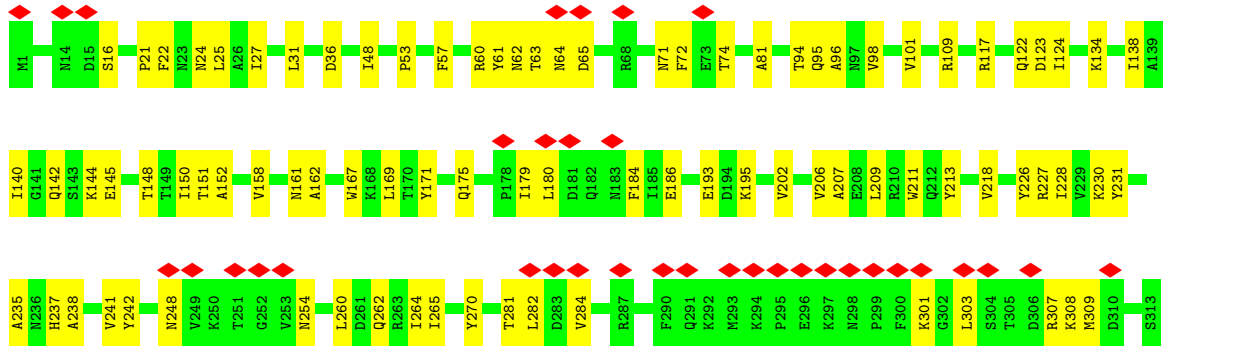 M1 N14 D15 S16 P21 F22 N23 N24 L25 A26 I27 L31 D36 I48 P53 F57 R60 Y61 N62 T63 N64 D65 R68 N71 F72 E73 T74 A81 T94 Q95 A96 N97 V98 V101 R109 R117 Q122 D123 I124 K134 I138 A139
I140 G141 Q142 S143 K144 E145 T148 T149 I150 T151 A152 V158 N161 A162 W167 K168 L169 T170 Y171 Q175 P178 I179 L180 D181 Q182 N183 F184 I185 E186 E193 D194 K195 V202 V206 A207 E208 L209 R210 W211 Q212 Y213 V218 Y226 R227 I228 V229 K230 Y231
A235 N236 H237 A238 V241 Y242 N248 V249 K250 T251 G252 V253 N254 L260 D261 Q262 R263 I264 I265 Y270 T281 L282 D283 V284 R287 F290 Q291 K292 M293 K294 P295 E296 K297 N298 P299 F300 K301 G302 L303 S304 T305 D306 R307 K308 M309 D310 S313